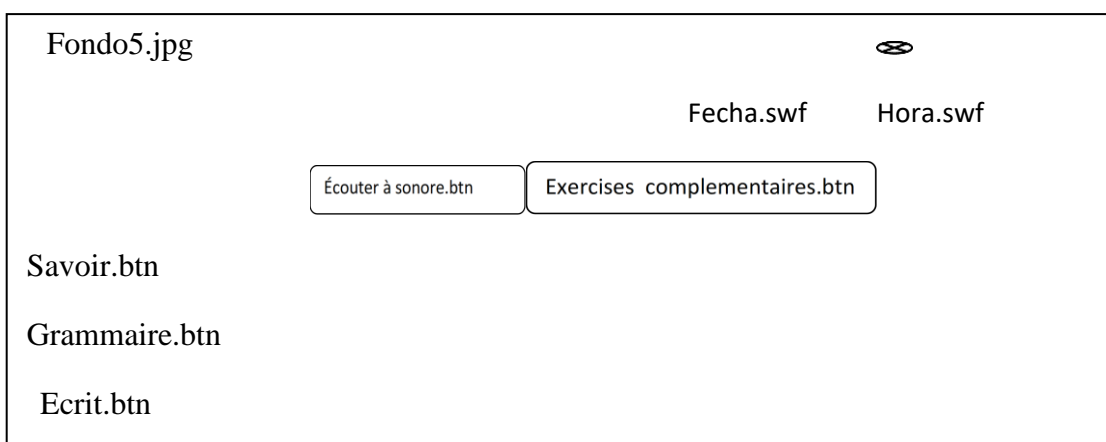 Fondo5.jpg
Fecha.swf Hora.swf
Écouter à sonore.btn Exercises complementaires.btn
Savoir.btn
Grammaire.btn
Ecrit.btn